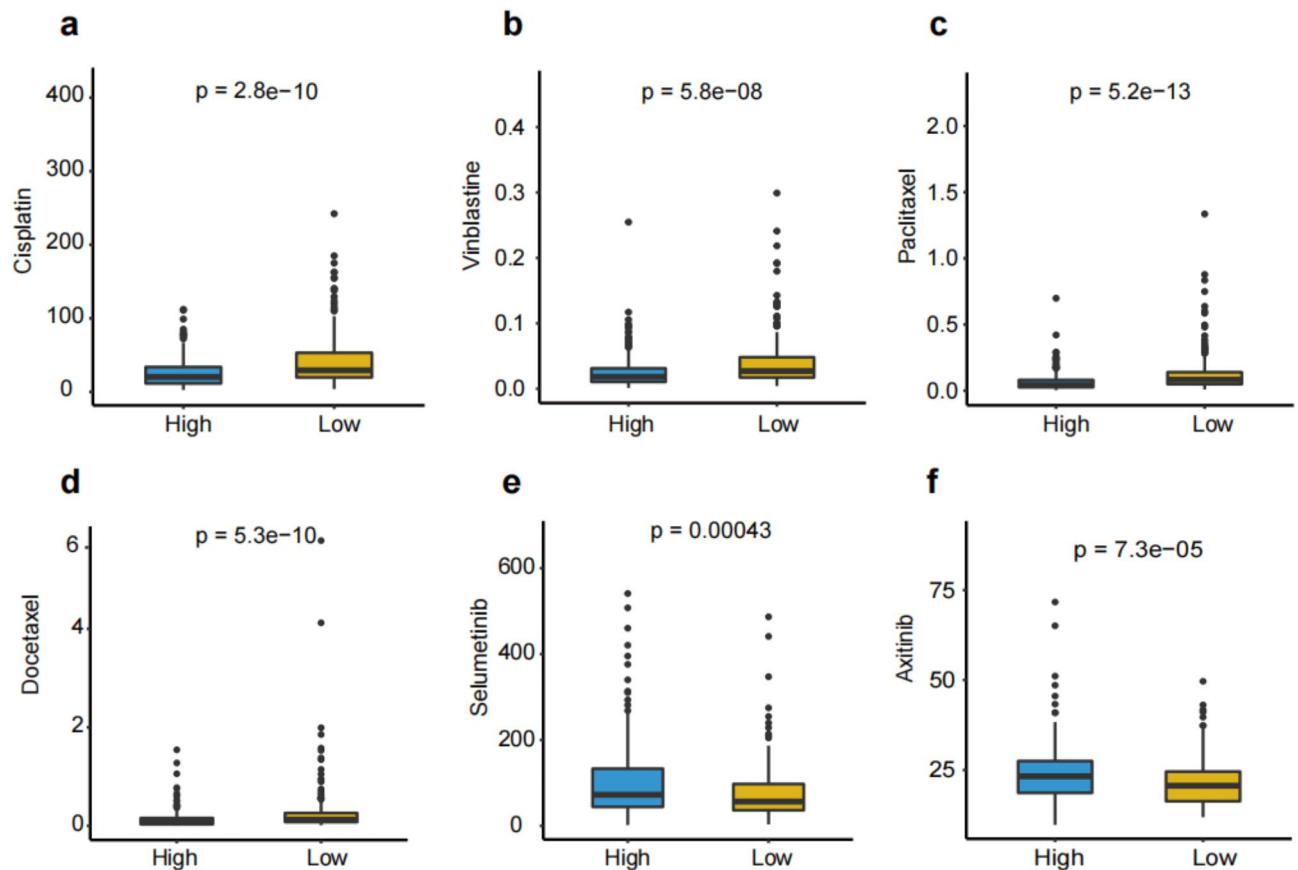 a
p = 2.8e−10
Cisplatin
400
300
200
100
0
High
Low
b
p = 5.8e−08
Vinblastine
0.4
0.3
0.2
0.1
0.0
High
Low
c
p = 5.2e−13
Paclitaxel
2.0
1.5
1.0
0.5
0.0
High
Low
d
p = 5.3e−10
Docetaxel
6
4
2
0
High
Low
e
p = 0.00043
Selumetinib
600
400
200
0
High
Low
f
p = 7.3e−05
Axitinib
75
50
25
High
Low